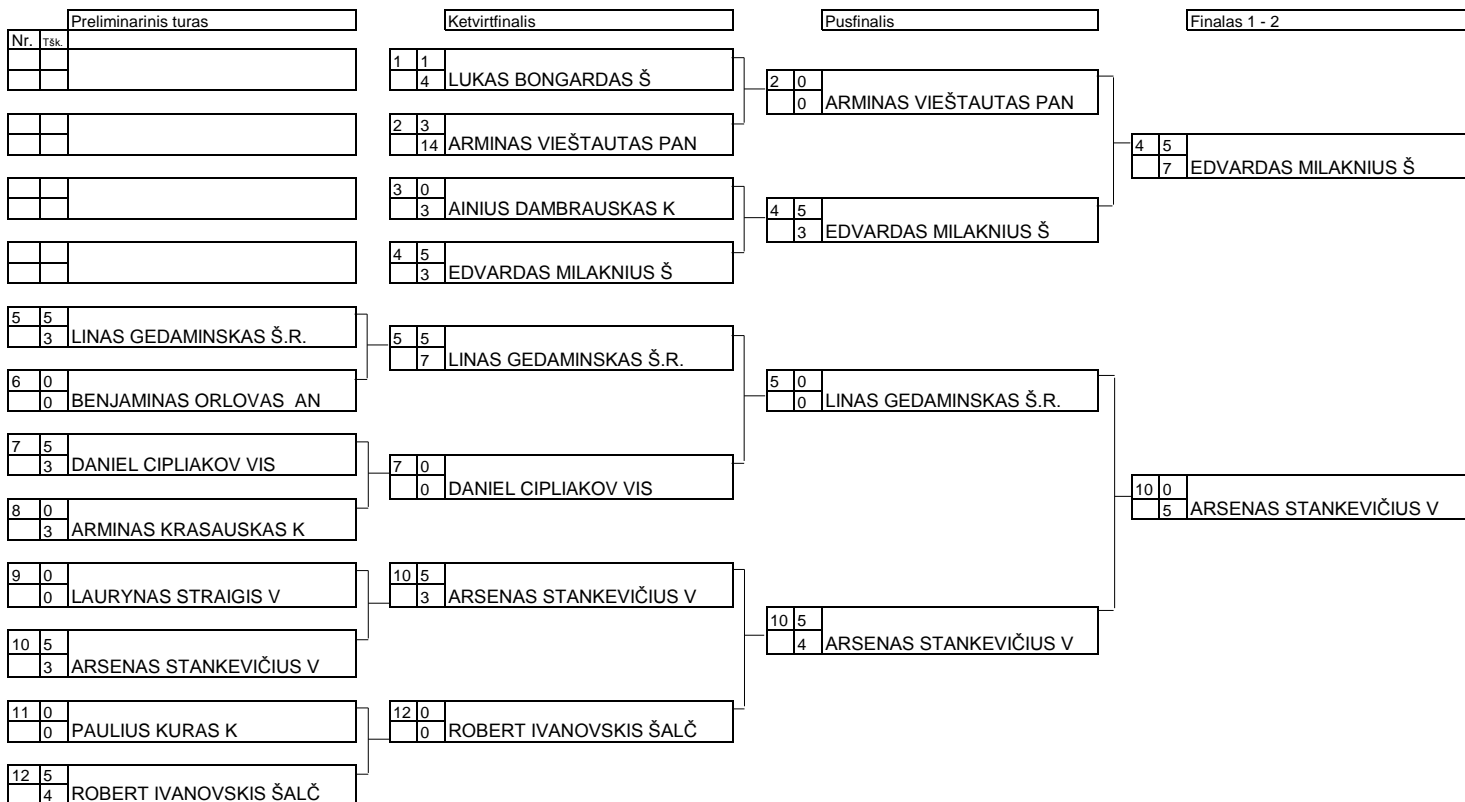 Preliminarinis turas
Ketvirtfinalis
Pusfinalis
Finalas 1 - 2
Nr. Tšk.
1 1
4 LUKAS BONGARDAS Š
2 3
14 ARMINAS VIEŠTAUTAS PAN
3 0
3 AINIUS DAMBRAUSKAS K
4 5
3 EDVARDAS MILAKNIUS Š
2 0
0 ARMINAS VIEŠTAUTAS PAN
4 5
3 EDVARDAS MILAKNIUS Š
4 5
7 EDVARDAS MILAKNIUS Š
5 5
3 LINAS GEDAMINSKAS Š.R.
6 0
0 BENJAMINAS ORLOVAS AN
7 5
3 DANIEL CIPLIAKOV VIS
8 0
3 ARMINAS KRASAUSKAS K
9 0
0 LAURYNAS STRAIGIS V
10 5
3 ARSENAS STANKEVIČIUS V
11 0
0 PAULIUS KURAS K
12 5
4 ROBERT IVANOVSKIS ŠALČ
5 5
7 LINAS GEDAMINSKAS Š.R.
7 0
0 DANIEL CIPLIAKOV VIS
10 5
3 ARSENAS STANKEVIČIUS V
12 0
0 ROBERT IVANOVSKIS ŠALČ
5 0
0 LINAS GEDAMINSKAS Š.R.
10 5
4 ARSENAS STANKEVIČIUS V
10 0
5 ARSENAS STANKEVIČIUS V